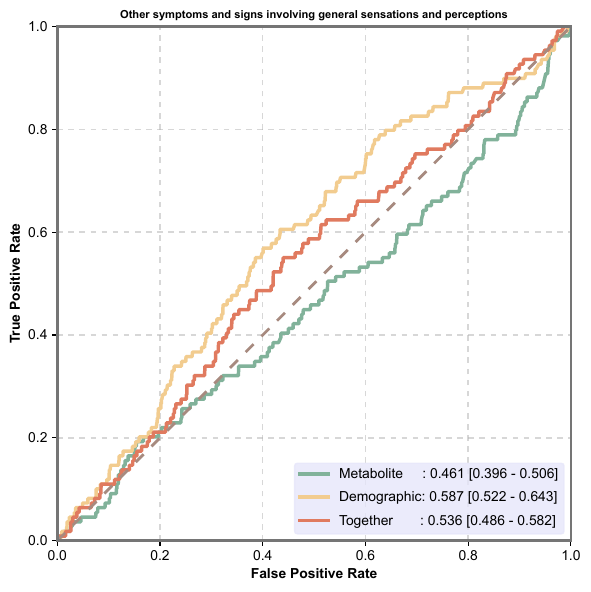 Other symptoms and signs involving general sensations and perceptions
True Positive Rate
1.0
0.8
0.6
0.4
0.2
0.0
Metabolite : 0.461 [0.396 - 0.506]
Demographic: 0.587 [0.522 - 0.643]
Together : 0.536 [0.486 - 0.582]
0.0 0.2 0.4 0.6 0.8 1.0
False Positive Rate